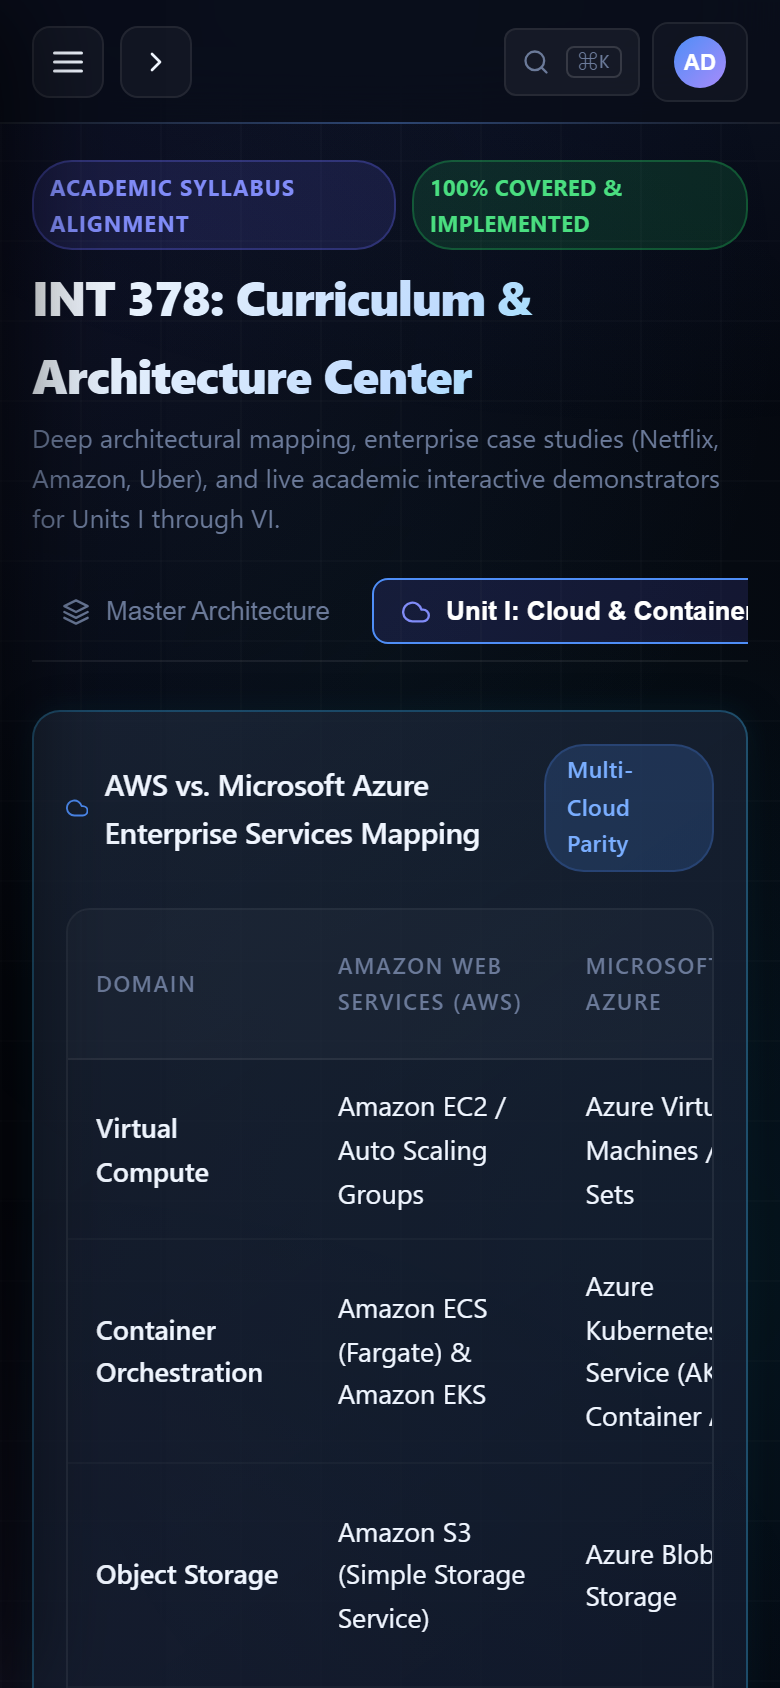 ⌘K
AD
ACADEMIC SYLLABUS
ALIGNMENT
100% COVERED &
IMPLEMENTED
INT 378: Curriculum &
Architecture Center
Deep architectural mapping, enterprise case studies (Netflix,
Amazon, Uber), and live academic interactive demonstrators
for Units I through VI.
Master Architecture
Unit I: Cloud & Container
AWS vs. Microsoft Azure
Enterprise Services Mapping
Multi-
Cloud
Parity
DOMAIN
AMAZON WEB
SERVICES (AWS)
MICROSOFT
AZURE
Virtual
Compute
Amazon EC2 /
Auto Scaling
Groups
Azure Virtu
Machines /
Sets
Container
Orchestration
Amazon ECS
(Fargate) &
Amazon EKS
Azure
Kubernetes
Service (AK
Container
Object Storage
Amazon S3
(Simple Storage
Service)
Azure Blob
Storage